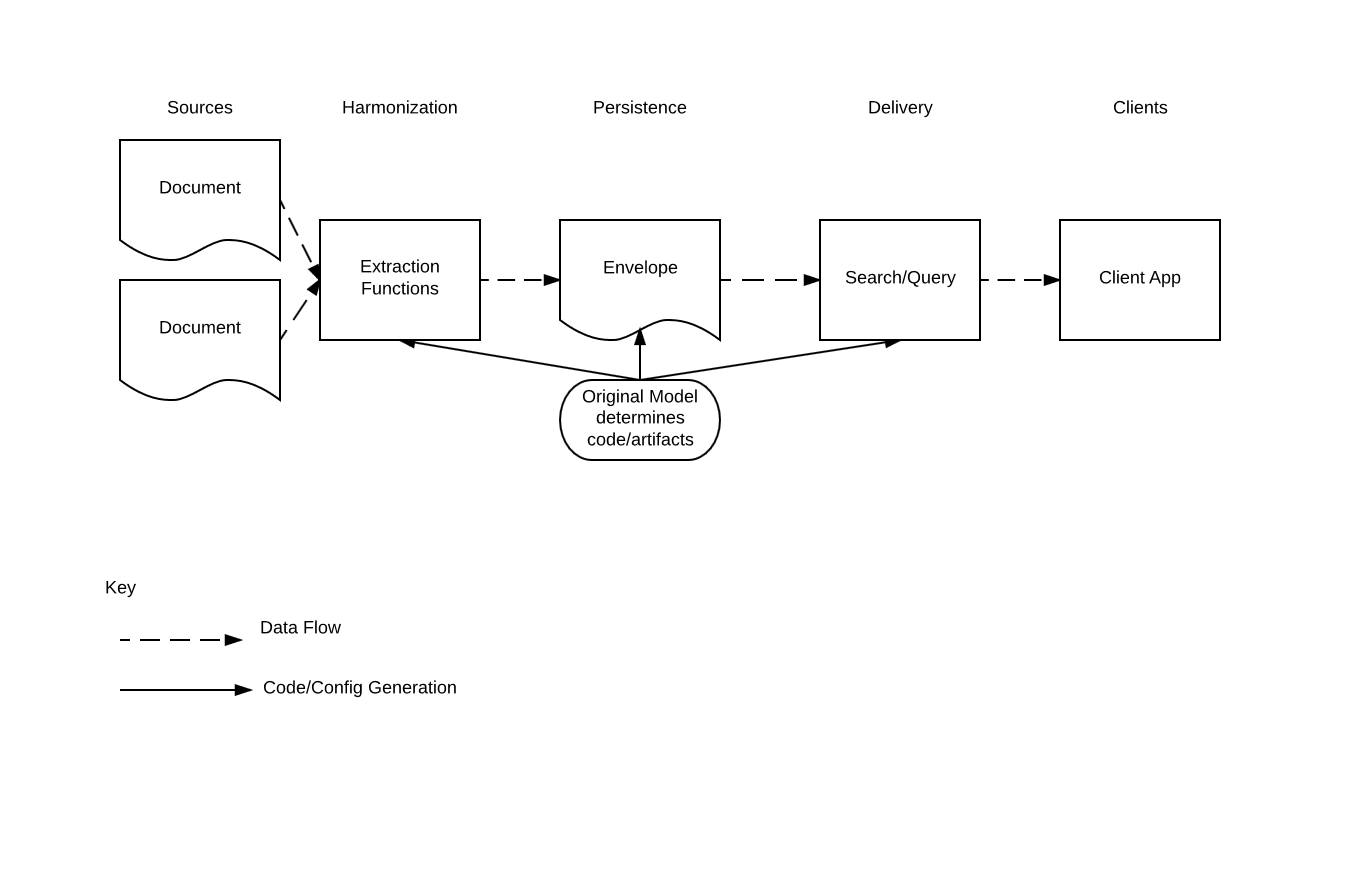 Sources
Harmonization
Persistence
Delivery
Clients
Document
Document
Extraction
Functions
Envelope
Search/Query
Client App
Original Model
determines
code/artifacts
Key
Data Flow
Code/Config Generation